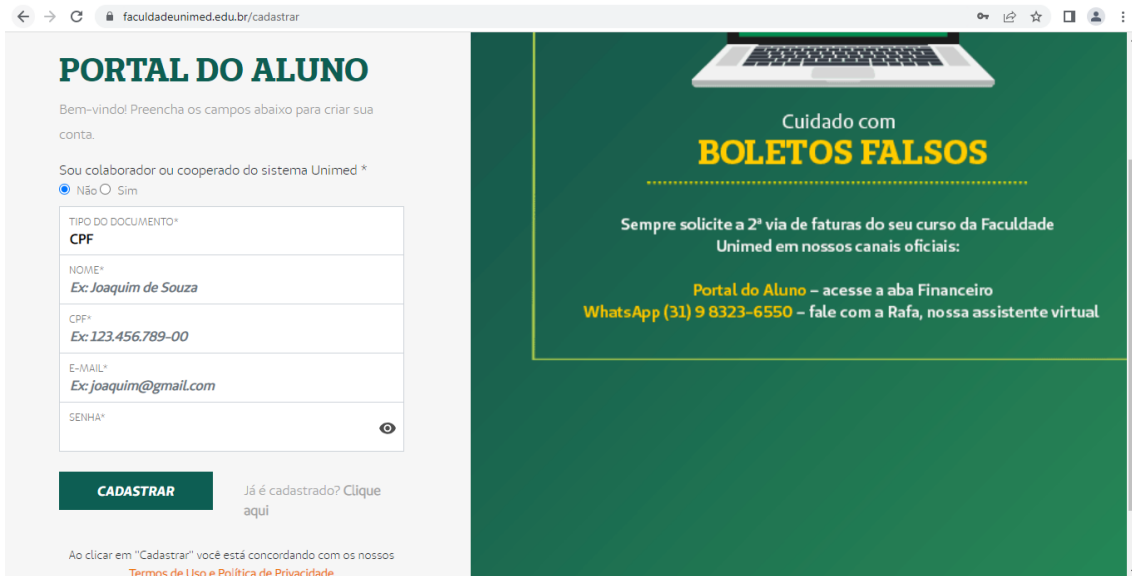 faculdadeunimed.edu.br/cadastrar
PORTAL DO ALUNO
Bem-vindo! Preencha os campos abaixo para criar sua
conta.
Sou colaborador ou cooperado do sistema Unimed *
Não Sim
TIPO DO DOCUMENTO*
CPF
NOME*
Ex: Joaquim de Souza
CPF*
Ex: 123.456.789-00
E-MAIL*
Ex: joaquim@gmail.com
SENHA*
CADASTRAR
Já é cadastrado? Clique
aqui
Ao clicar em "Cadastrar" você está concordando com os nossos
Termos de Uso e Política de Privacidade
Cuidado com
BOLETOS FALSOS
Sempre solicite a 2ª via de faturas do seu curso da Faculdade
Unimed em nossos canais oficiais:
Portal do Aluno – acesse a aba Financeiro
WhatsApp (31) 9 8323-6550 – fale com a Rafa, nossa assistente virtual